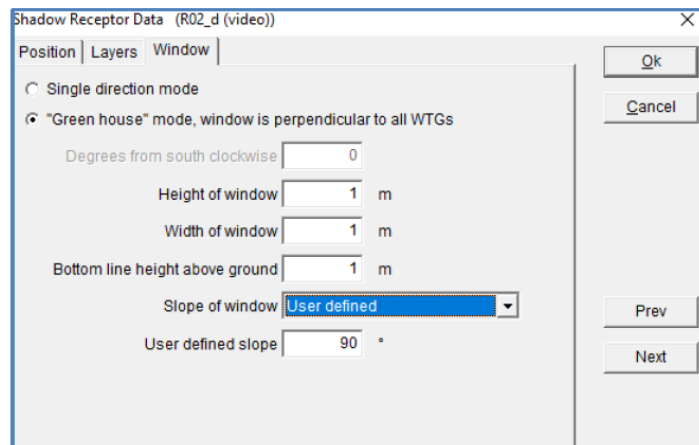 Shadow Receptor Data (R02_d (video))
Position Layers Window
Ok
Single direction mode
"Green house" mode, window is perpendicular to all WTGs
Cancel
Degrees from south clockwise 0
Height of window 1 m
Width of window 1 m
Bottom line height above ground 1 m
Slope of window User defined
Prev
User defined slope 90 °
Next